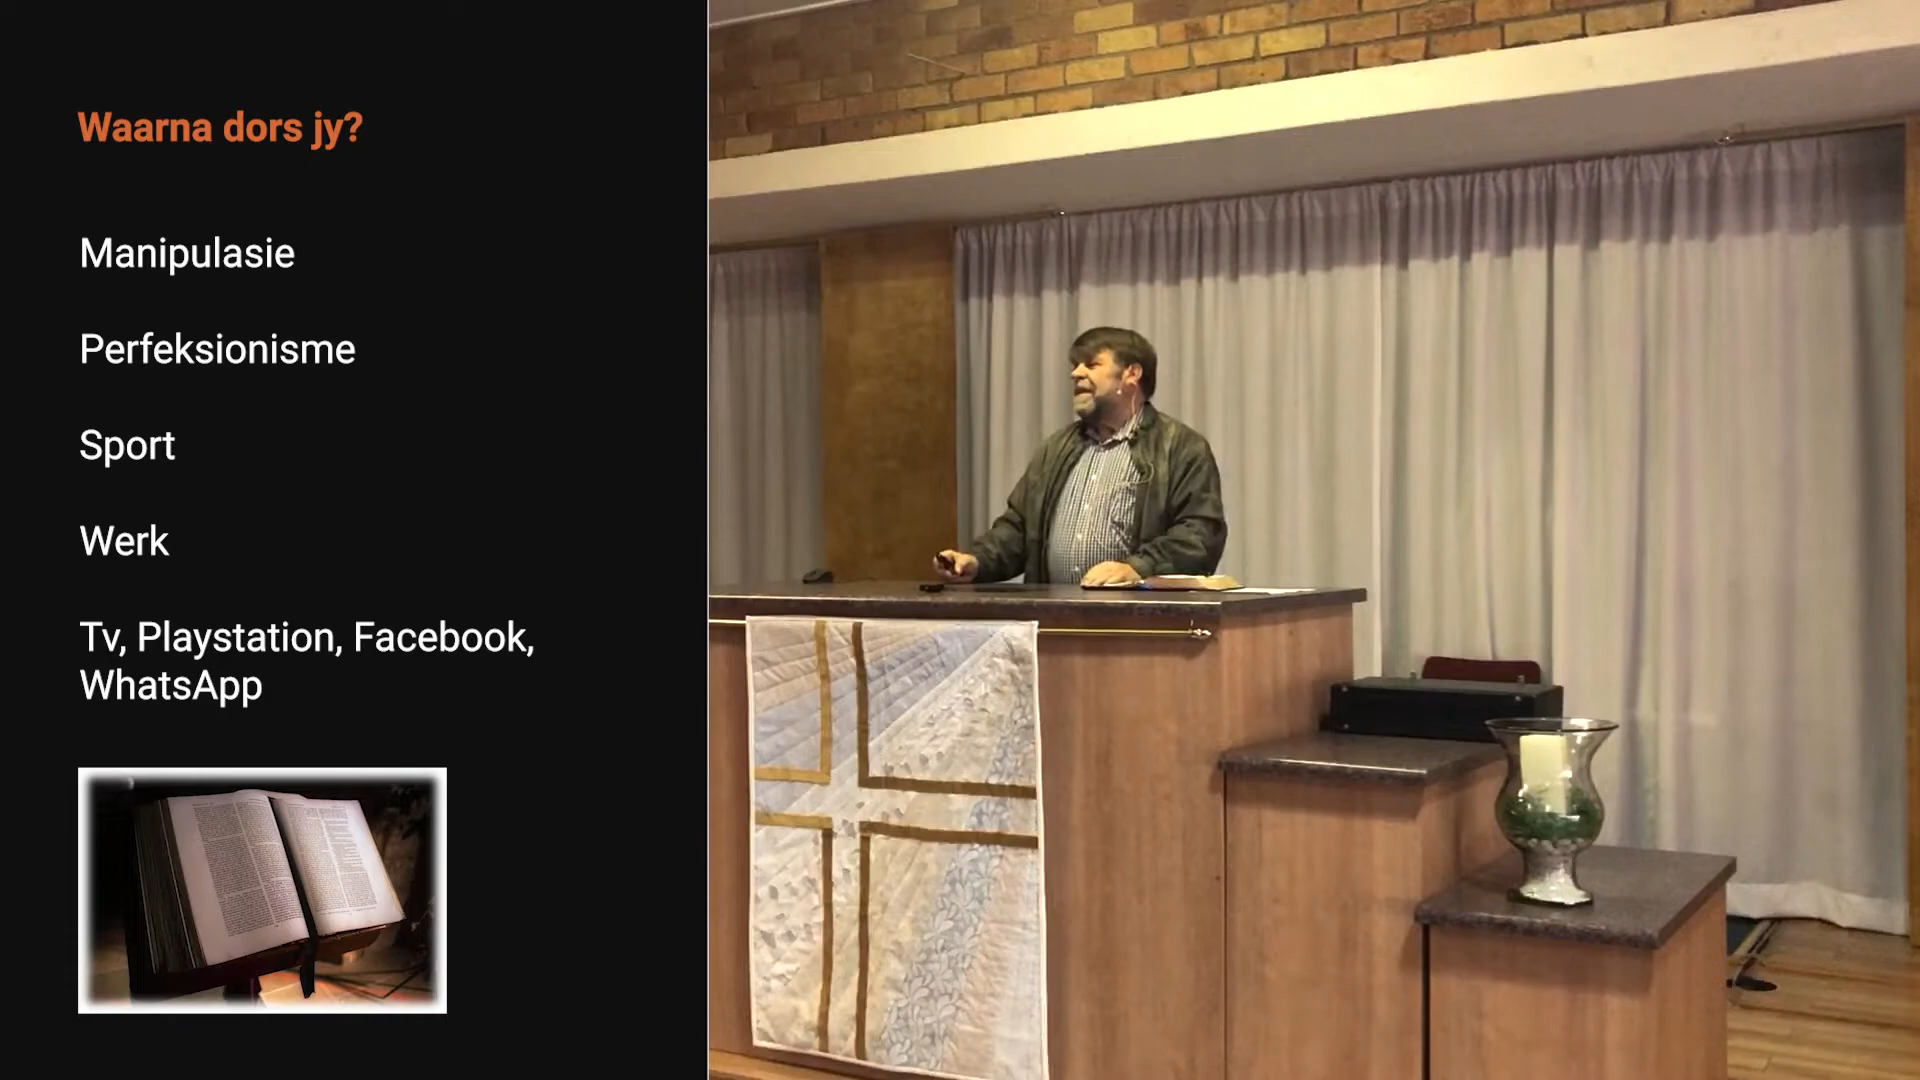 Waarna dors jy?
Manipulasie
Perfeksionisme
Sport
Werk
Tv, Playstation, Facebook,
WhatsApp